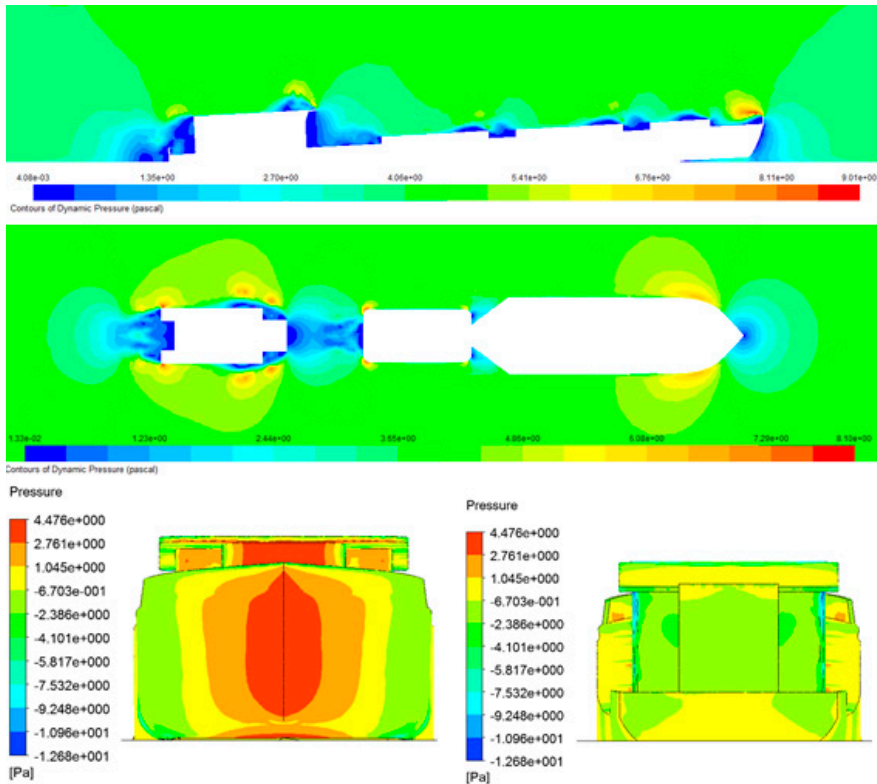 4.08e-03 1.35e+00 2.70e+00 4.06e+00 5.41e+00 6.76e+00 8.11e+00 9.01e+00
Contours of Dynamic Pressure (pascal)
1.33e-02 1.23e+00 2.44e+00 3.65e+00 4.86e+00 6.08e+00 7.29e+00 8.10e+00
Contours of Dynamic Pressure (pascal)
Pressure
4.476e+000
2.761e+000
1.045e+000
-6.703e-001
-2.386e+000
-4.101e+000
-5.817e+000
-7.532e+000
-9.248e+000
-1.096e+001
-1.268e+001
[Pa]
Pressure
4.476e+000
2.761e+000
1.045e+000
-6.703e-001
-2.386e+000
-4.101e+000
-5.817e+000
-7.532e+000
-9.248e+000
-1.096e+001
-1.268e+001
[Pa]